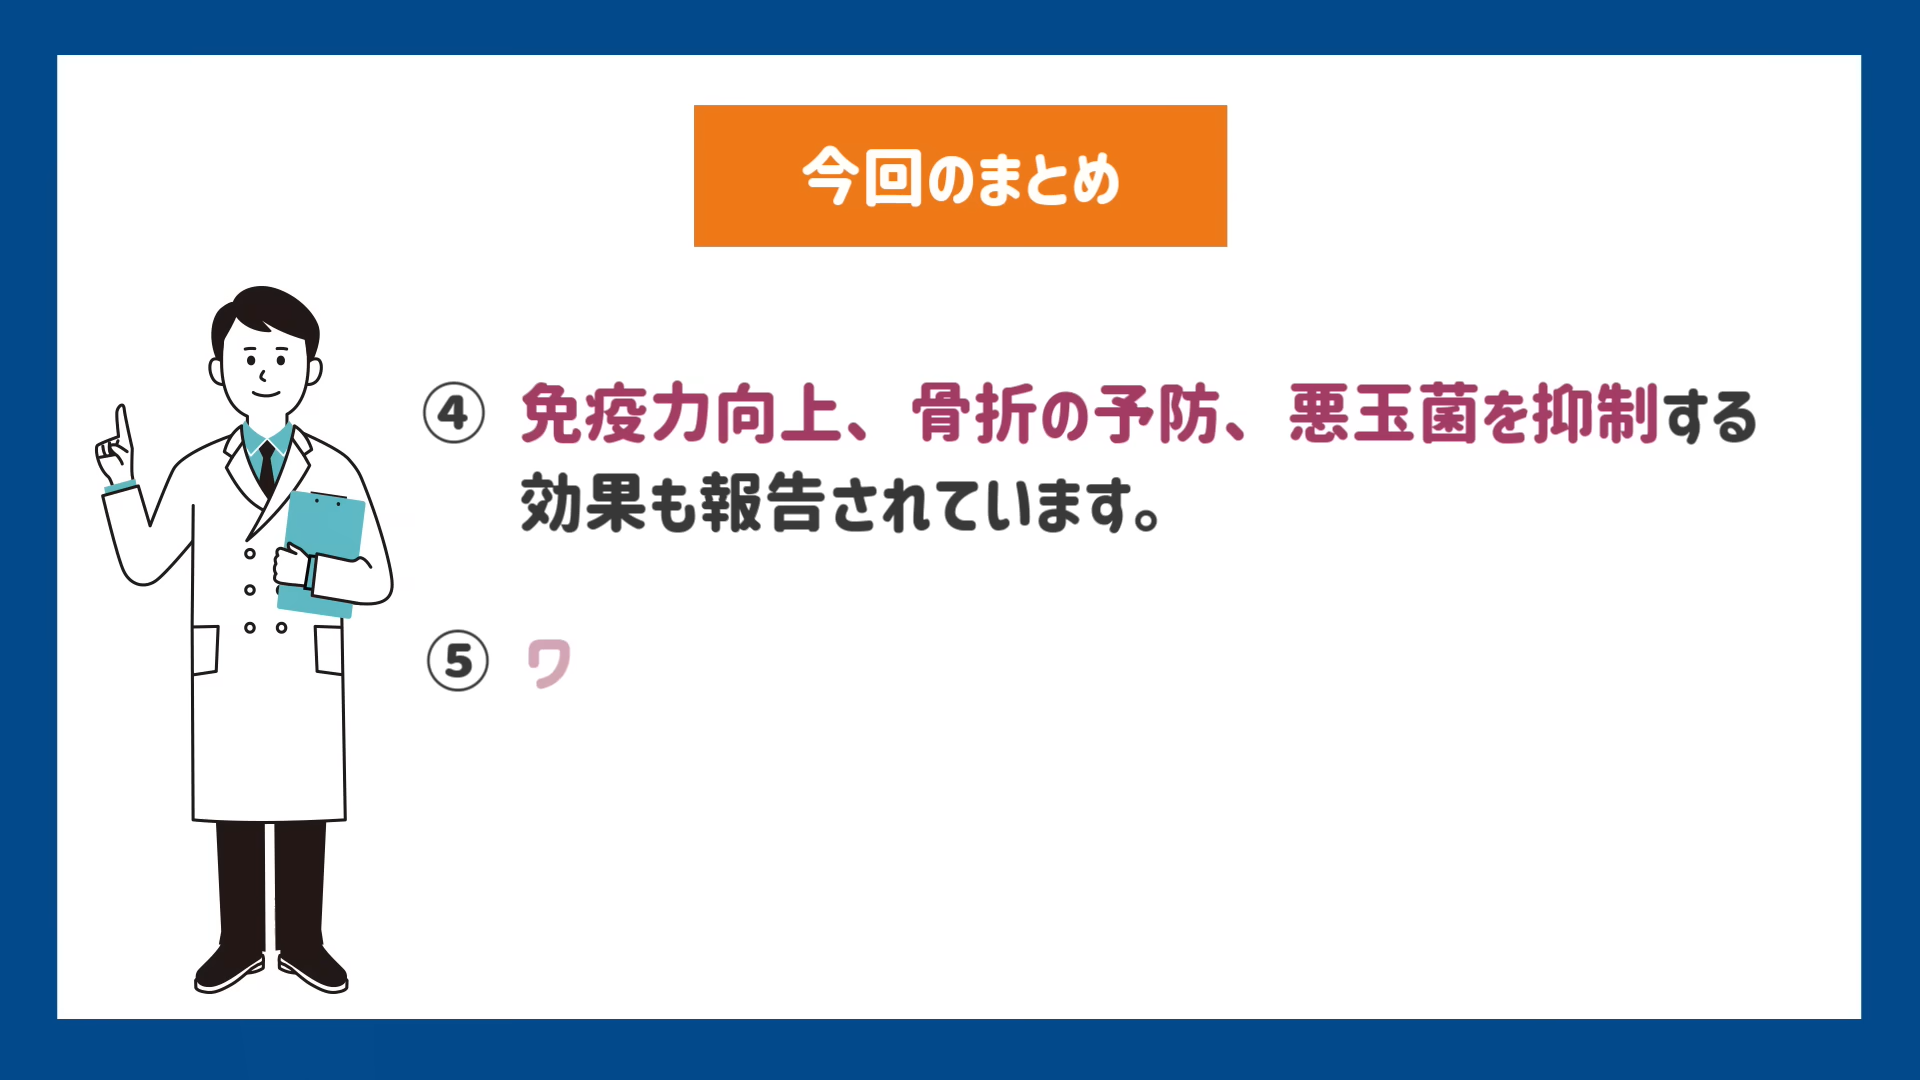 今回のまとめ
④ 免疫力向上、骨折の予防、悪玉菌を抑制する
効果も報告されています。
⑤ ワ